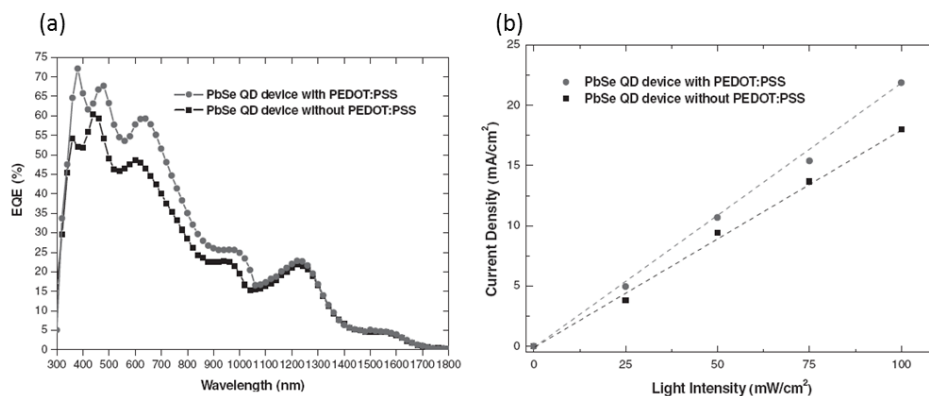 (a)
75
70
65
60
55
50
45
40
35
30
25
20
15
10
5
0
EQE (%)
PbSe QD device with PEDOT:PSS
PbSe QD device without PEDOT:PSS
300 400 500 600 700 800 900 1000 1100 1200 1300 1400 1500 1600 1700 1800
Wavelength (nm)
(b)
25
20
15
10
5
0
Current Density (mA/cm²)
PbSe QD device with PEDOT:PSS
PbSe QD device without PEDOT:PSS
0 25 50 75 100
Light Intensity (mW/cm²)